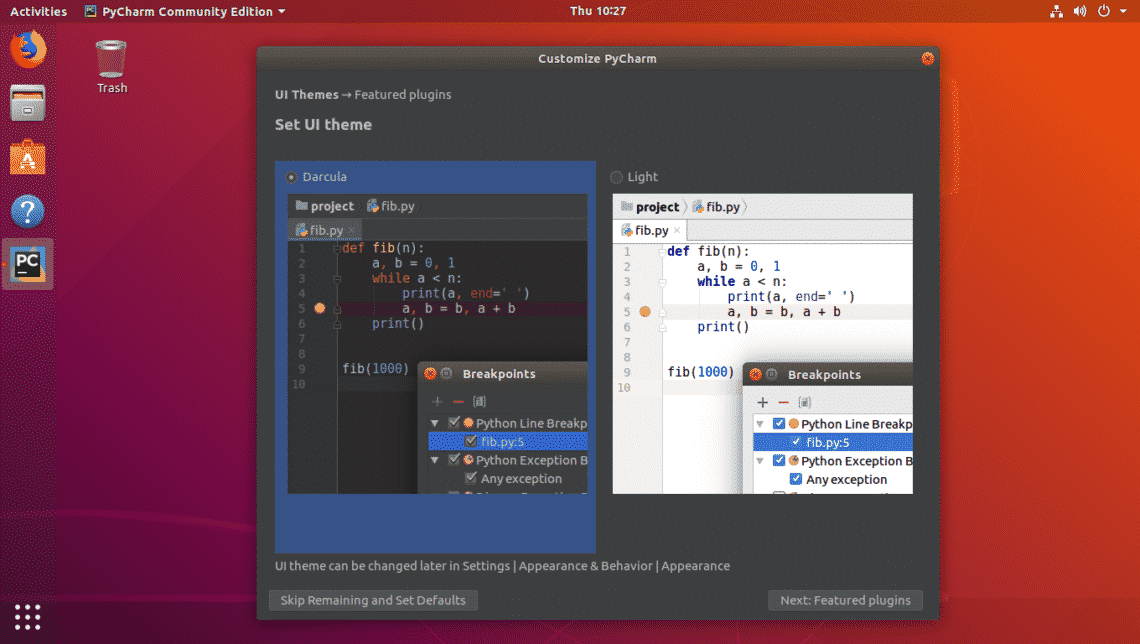 Activities PyCharm Community Edition Thu 10:27
Trash
Customize PyCharm
UI Themes → Featured plugins
Set UI theme
Darcula
project fib.py
fib.py ×
1 def fib(n):
2 a, b = 0, 1
3 while a < n:
4 print(a, end=' ')
5 a, b = b, a + b
6 print()
7
8
9 fib(1000)
10
Breakpoints
Python Line Breakp
fib.py:5
Python Exception B
Any exception
Light
project fib.py
fib.py ×
1 def fib(n):
2 a, b = 0, 1
3 while a < n:
4 print(a, end=' ')
5 a, b = b, a + b
6 print()
7
8
9 fib(1000)
10
Breakpoints
Python Line Breakp
fib.py:5
Python Exception B
Any exception
UI theme can be changed later in Settings | Appearance & Behavior | Appearance
Skip Remaining and Set Defaults Next: Featured plugins
PC